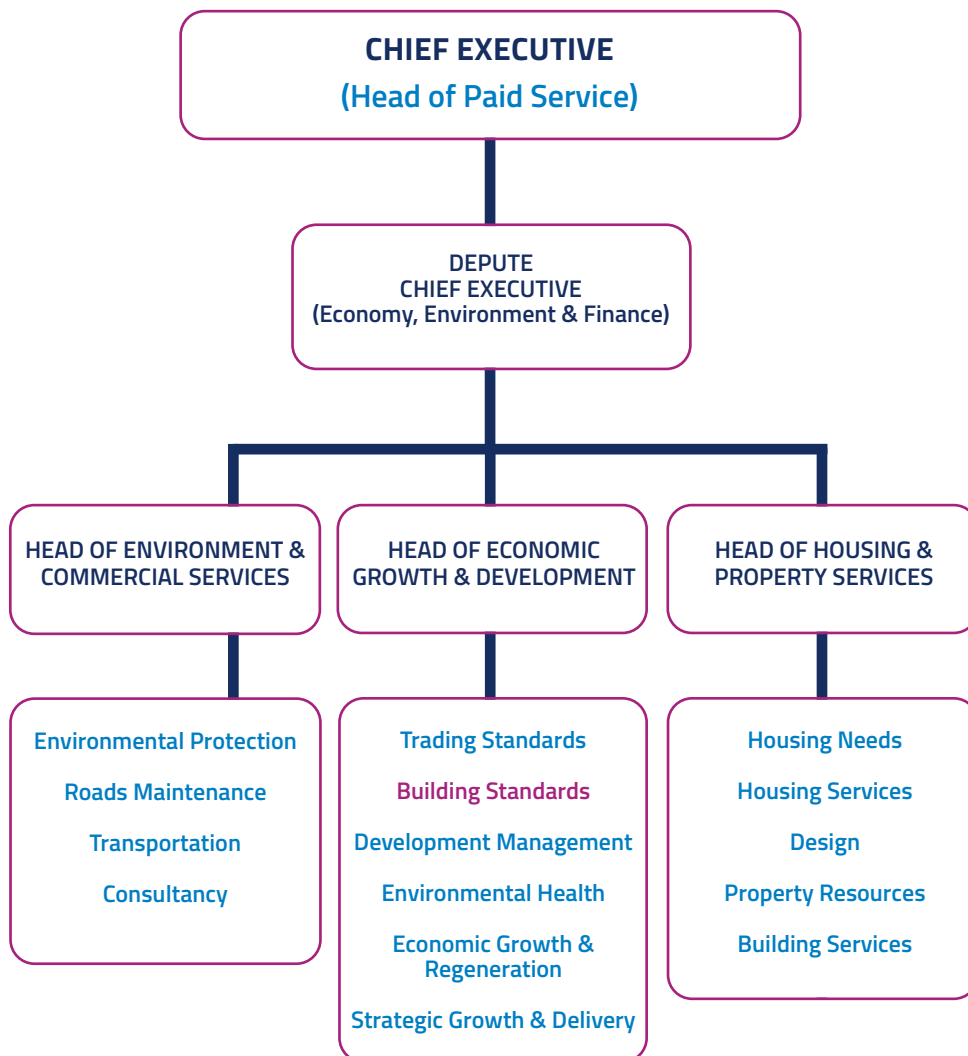 CHIEF EXECUTIVE
(Head of Paid Service)
DEPUTE
CHIEF EXECUTIVE
(Economy, Environment & Finance)
HEAD OF ENVIRONMENT &
COMMERCIAL SERVICES
HEAD OF ECONOMIC
GROWTH & DEVELOPMENT
HEAD OF HOUSING &
PROPERTY SERVICES
Environmental Protection
Roads Maintenance
Transportation
Consultancy
Trading Standards
Building Standards
Development Management
Environmental Health
Economic Growth &
Regeneration
Strategic Growth & Delivery
Housing Needs
Housing Services
Design
Property Resources
Building Services